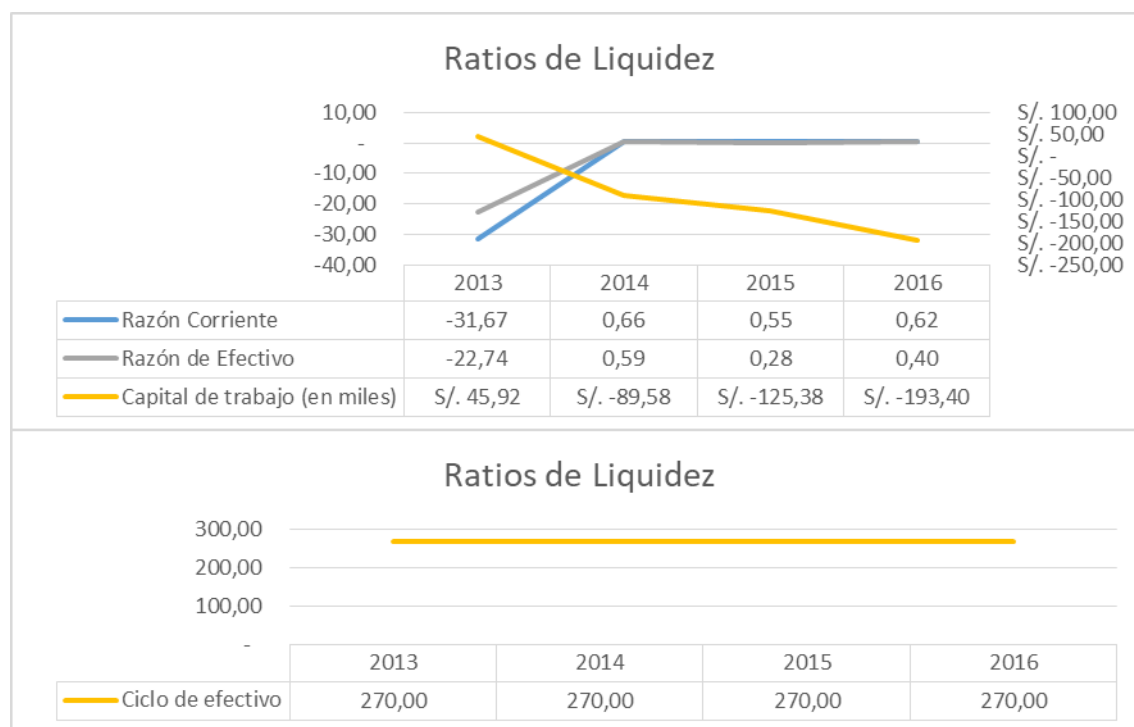 Ratios de Liquidez
10,00 S/. 100,00
- S/. 50,00
-10,00 S/. -
-20,00 S/. -50,00
-30,00 S/. -100,00
-40,00 S/. -150,00
S/. -200,00
S/. -250,00
2013 2014 2015 2016
Razón Corriente -31,67 0,66 0,55 0,62
Razón de Efectivo -22,74 0,59 0,28 0,40
Capital de trabajo (en miles) S/. 45,92 S/. -89,58 S/. -125,38 S/. -193,40
Ratios de Liquidez
300,00
200,00
100,00
-
2013 2014 2015 2016
Ciclo de efectivo 270,00 270,00 270,00 270,00